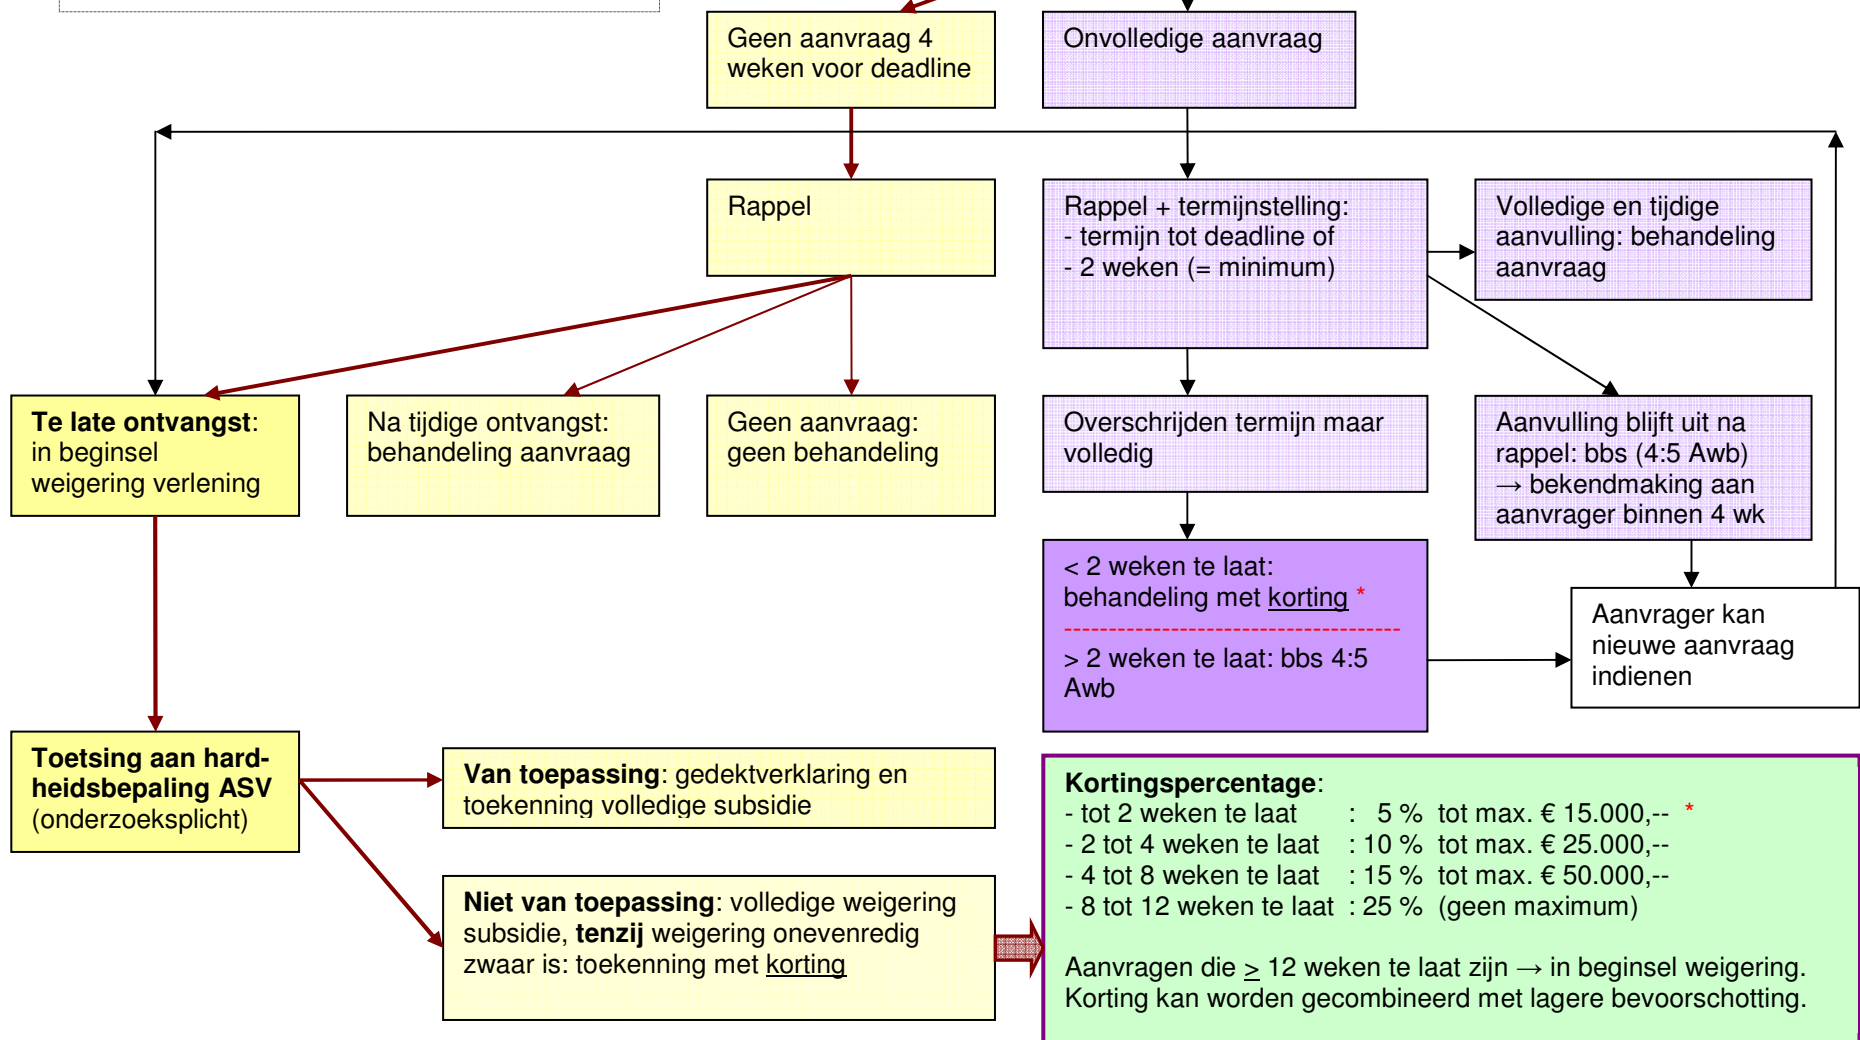 Geen aanvraag 4
weken voor deadline
Onvolledige aanvraag
Rappel
Rappel + termijnstelling:
- termijn tot deadline of
- 2 weken (= minimum)
Volledige en tijdige
aanvulling: behandeling
aanvraag
Te late ontvangst:
in beginsel
weigering verlening
Na tijdige ontvangst:
behandeling aanvraag
Geen aanvraag:
geen behandeling
Overschrijden termijn maar
volledig
Aanvulling blijft uit na
rappel: bbs (4:5 Awb)
→ bekendmaking aan
aanvrager binnen 4 wk
< 2 weken te laat:
behandeling met korting *
----------------------------------------
> 2 weken te laat: bbs 4:5
Awb
Aanvrager kan
nieuwe aanvraag
indienen
Toetsing aan hard-
heidsbepaling ASV
(onderzoeksplicht)
Van toepassing: gedektverklaring en
toekenning volledige subsidie
Niet van toepassing: volledige weigering
subsidie, tenzij weigering onevenredig
zwaar is: toekenning met korting
Kortingspercentage:
- tot 2 weken te laat : 5 % tot max. € 15.000,-- *
- 2 tot 4 weken te laat : 10 % tot max. € 25.000,--
- 4 tot 8 weken te laat : 15 % tot max. € 50.000,--
- 8 tot 12 weken te laat : 25 % (geen maximum)
Aanvragen die > 12 weken te laat zijn → in beginsel weigering.
Korting kan worden gecombineerd met lagere bevoorschotting.